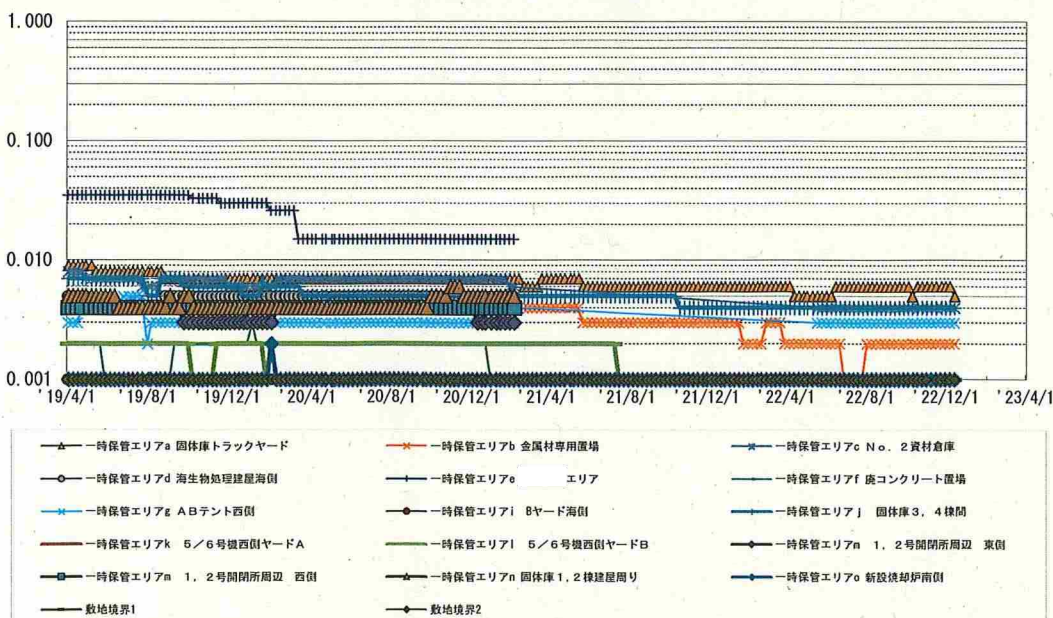 1.000
0.100
0.010
0.001
'19/4/1 '19/8/1 '19/12/1 '20/4/1 '20/8/1 '20/12/1 '21/4/1 '21/8/1 '21/12/1 '22/4/1 '22/8/1 '22/12/1 '23/4/1
一時保管エリアa 固体庫トラックヤード 一時保管エリアb 金属材専用置場 一時保管エリアc No.2資材倉庫
一時保管エリアd 海生物処理建屋海側 一時保管エリアe エリア 一時保管エリアf 廃コンクリート置場
一時保管エリアg ABテント西側 一時保管エリアi Bヤード海側 一時保管エリアj 固体庫3,4棟間
一時保管エリアk 5/6号機西側ヤードA 一時保管エリアl 5/6号機西側ヤードB 一時保管エリアm 1,2号開閉所周辺 東側
一時保管エリアm 1,2号開閉所周辺 西側 一時保管エリアn 固体庫1,2棟建屋周り 一時保管エリアo 新設焼却炉南側
敷地境界1 敷地境界2